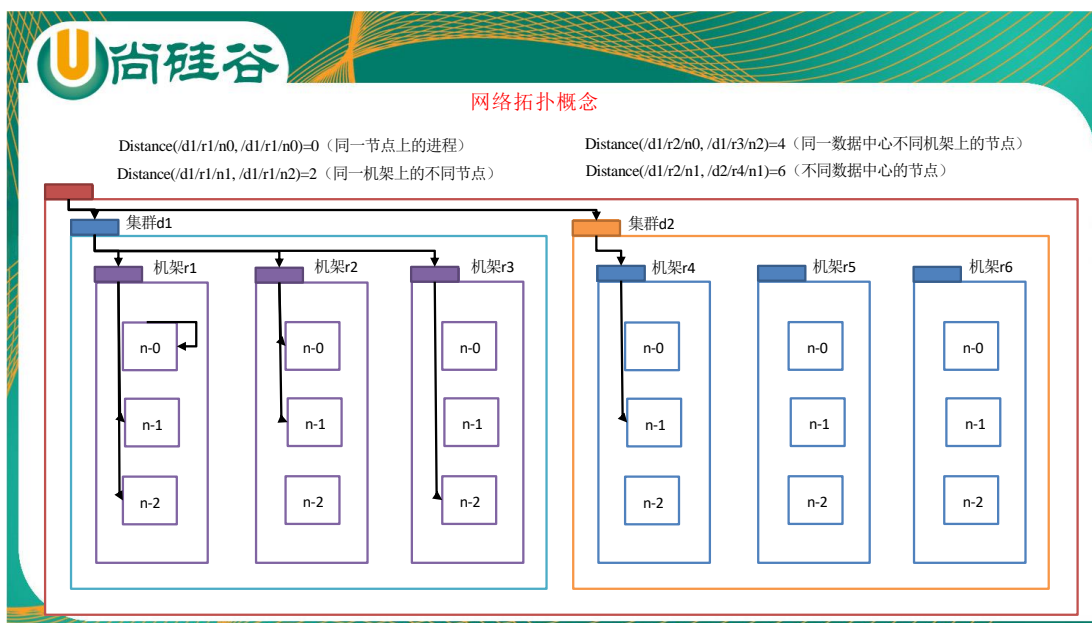 尚硅谷
网络拓扑概念
Distance(/d1/r1/n0, /d1/r1/n0)=0（同一节点上的进程）
Distance(/d1/r1/n1, /d1/r1/n2)=2（同一机架上的不同节点）
Distance(/d1/r2/n0, /d1/r3/n2)=4（同一数据中心不同机架上的节点）
Distance(/d1/r2/n1, /d2/r4/n1)=6（不同数据中心的节点）
集群d1
集群d2
机架r1
机架r2
机架r3
机架r4
机架r5
机架r6
n-0
n-0
n-0
n-0
n-0
n-0
n-1
n-1
n-1
n-1
n-1
n-1
n-2
n-2
n-2
n-2
n-2
n-2